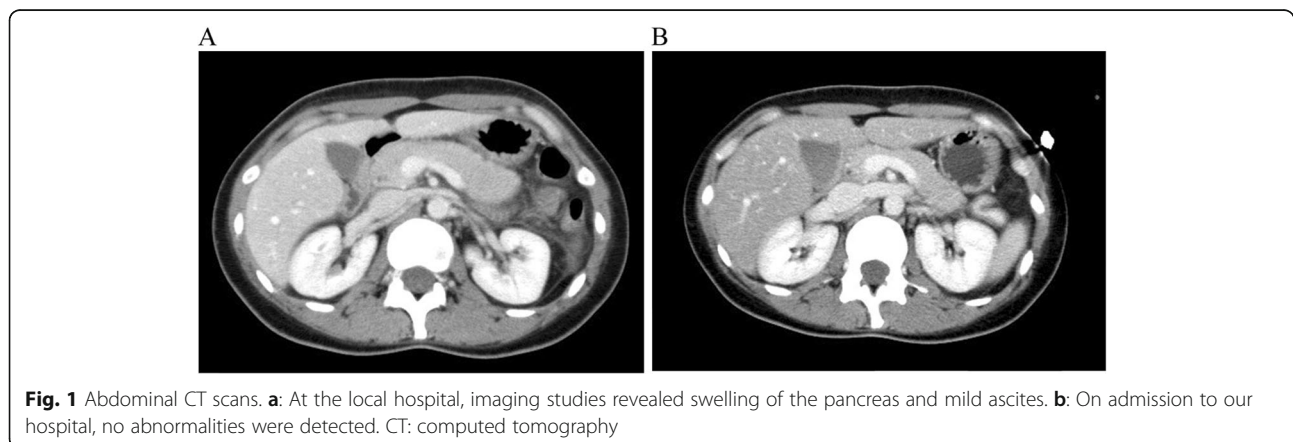 A
B
Fig. 1 Abdominal CT scans. a: At the local hospital, imaging studies revealed swelling of the pancreas and mild ascites. b: On admission to our
hospital, no abnormalities were detected. CT: computed tomography